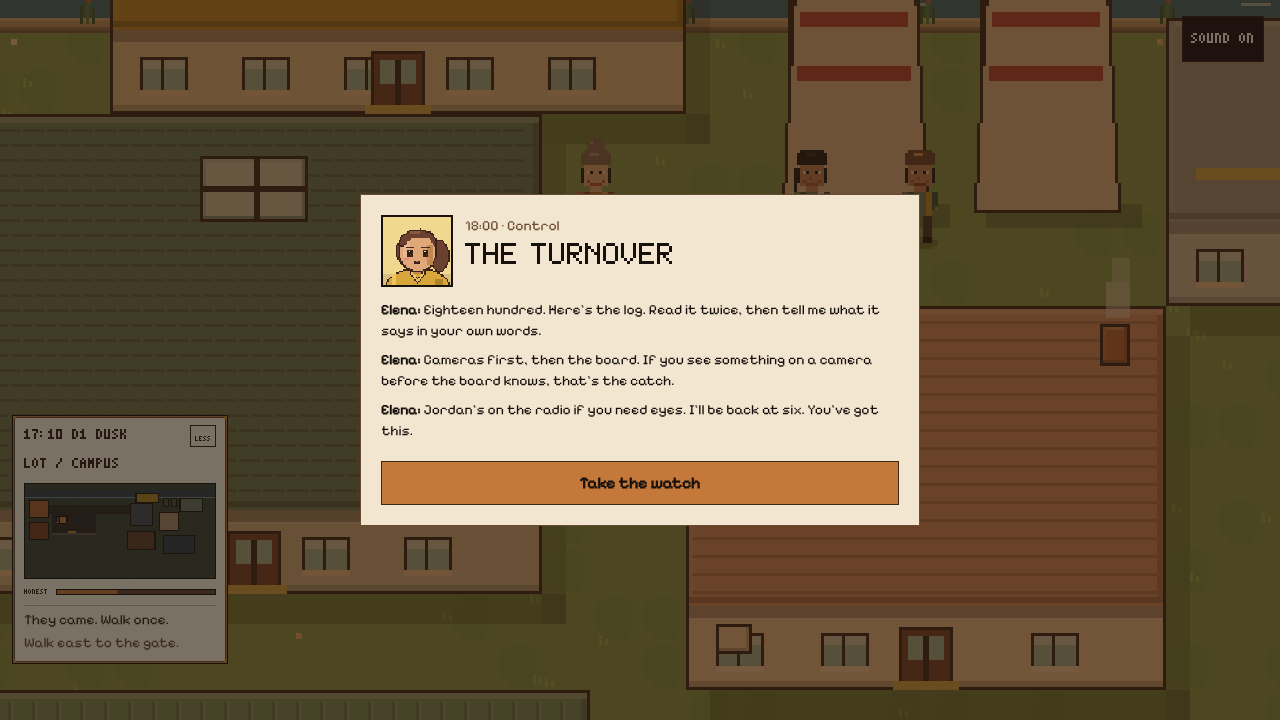 SOUND ON
18:00 · Control
THE TURNOVER
Elena: Eighteen hundred. Here's the log. Read it twice, then tell me what it
says in your own words.
Elena: Cameras first, then the board. If you see something on a camera
before the board knows, that's the catch.
Elena: Jordan's on the radio if you need eyes. I'll be back at six. You've got
this.
Take the watch
17:10 D1 DUSK
LESS
LOT / CAMPUS
HONEST
They came. Walk once.
Walk east to the gate.